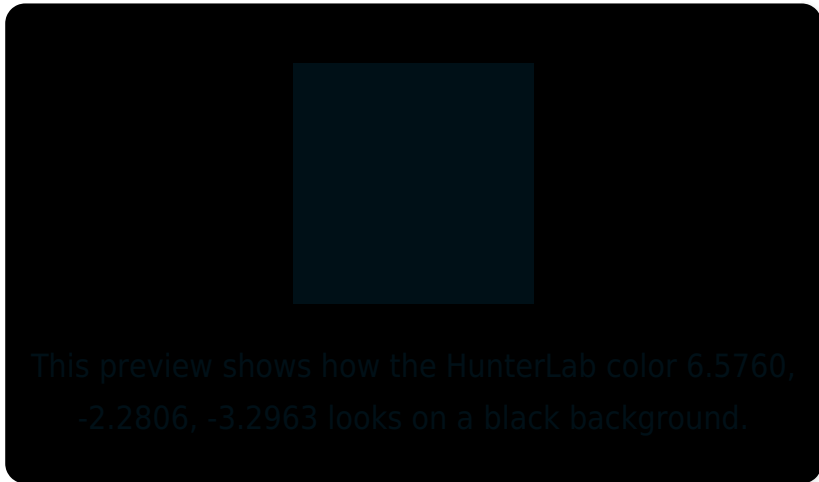 This preview shows how the HunterLab color 6.5760,
-2.2806, -3.2963 looks on a black background.